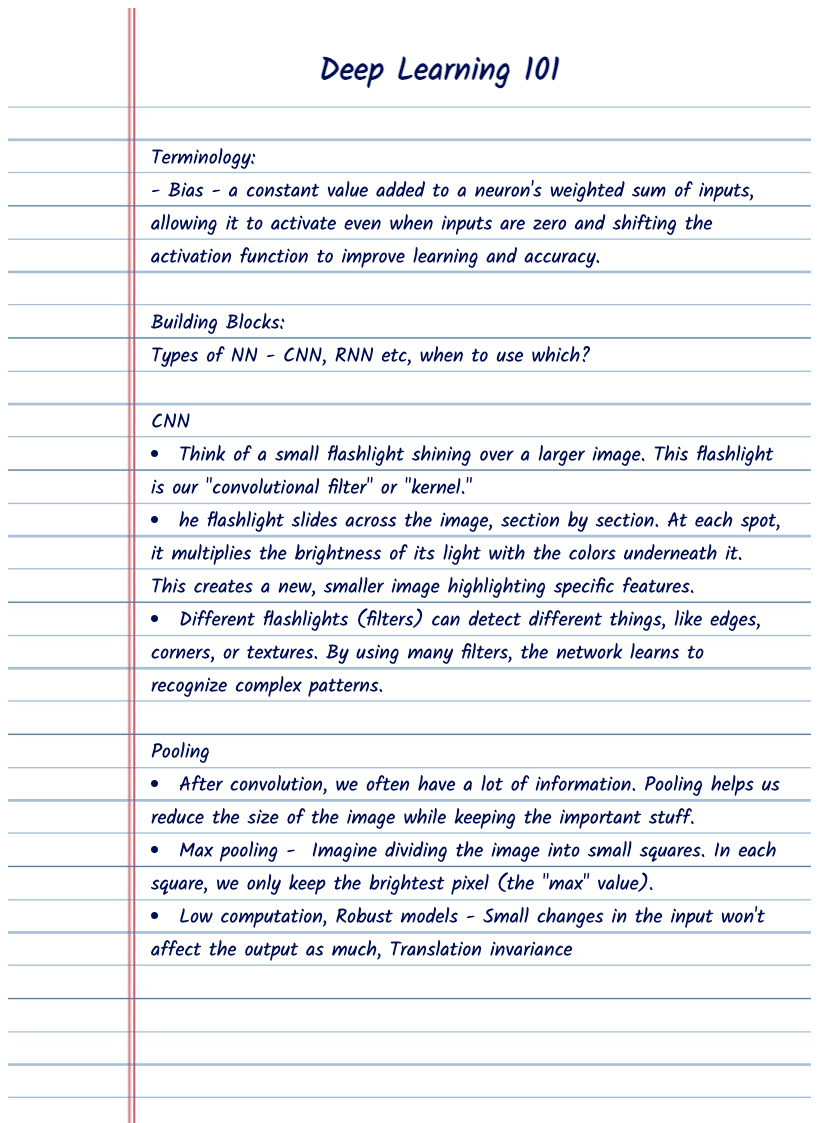 Deep Learning 101
Terminology:
- Bias - a constant value added to a neuron's weighted sum of inputs,
allowing it to activate even when inputs are zero and shifting the
activation function to improve learning and accuracy.
Building Blocks:
Types of NN - CNN, RNN etc, when to use which?
CNN
• Think of a small flashlight shining over a larger image. This flashlight
is our "convolutional filter" or "kernel."
• he flashlight slides across the image, section by section. At each spot,
it multiplies the brightness of its light with the colors underneath it.
This creates a new, smaller image highlighting specific features.
• Different flashlights (filters) can detect different things, like edges,
corners, or textures. By using many filters, the network learns to
recognize complex patterns.
Pooling
• After convolution, we often have a lot of information. Pooling helps us
reduce the size of the image while keeping the important stuff.
• Max pooling -  Imagine dividing the image into small squares. In each
square, we only keep the brightest pixel (the "max" value).
• Low computation, Robust models - Small changes in the input won't
affect the output as much, Translation invariance